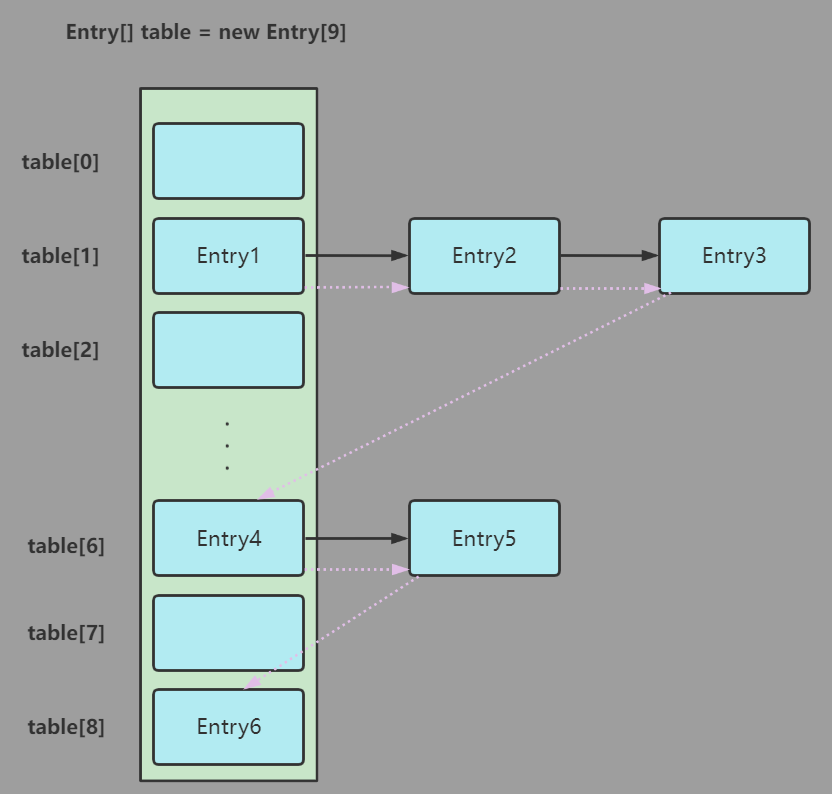 Entry[] table = new Entry[9]
table[0]
table[1] Entry1 Entry2 Entry3
table[2]
table[6] Entry4 Entry5
table[7]
table[8] Entry6